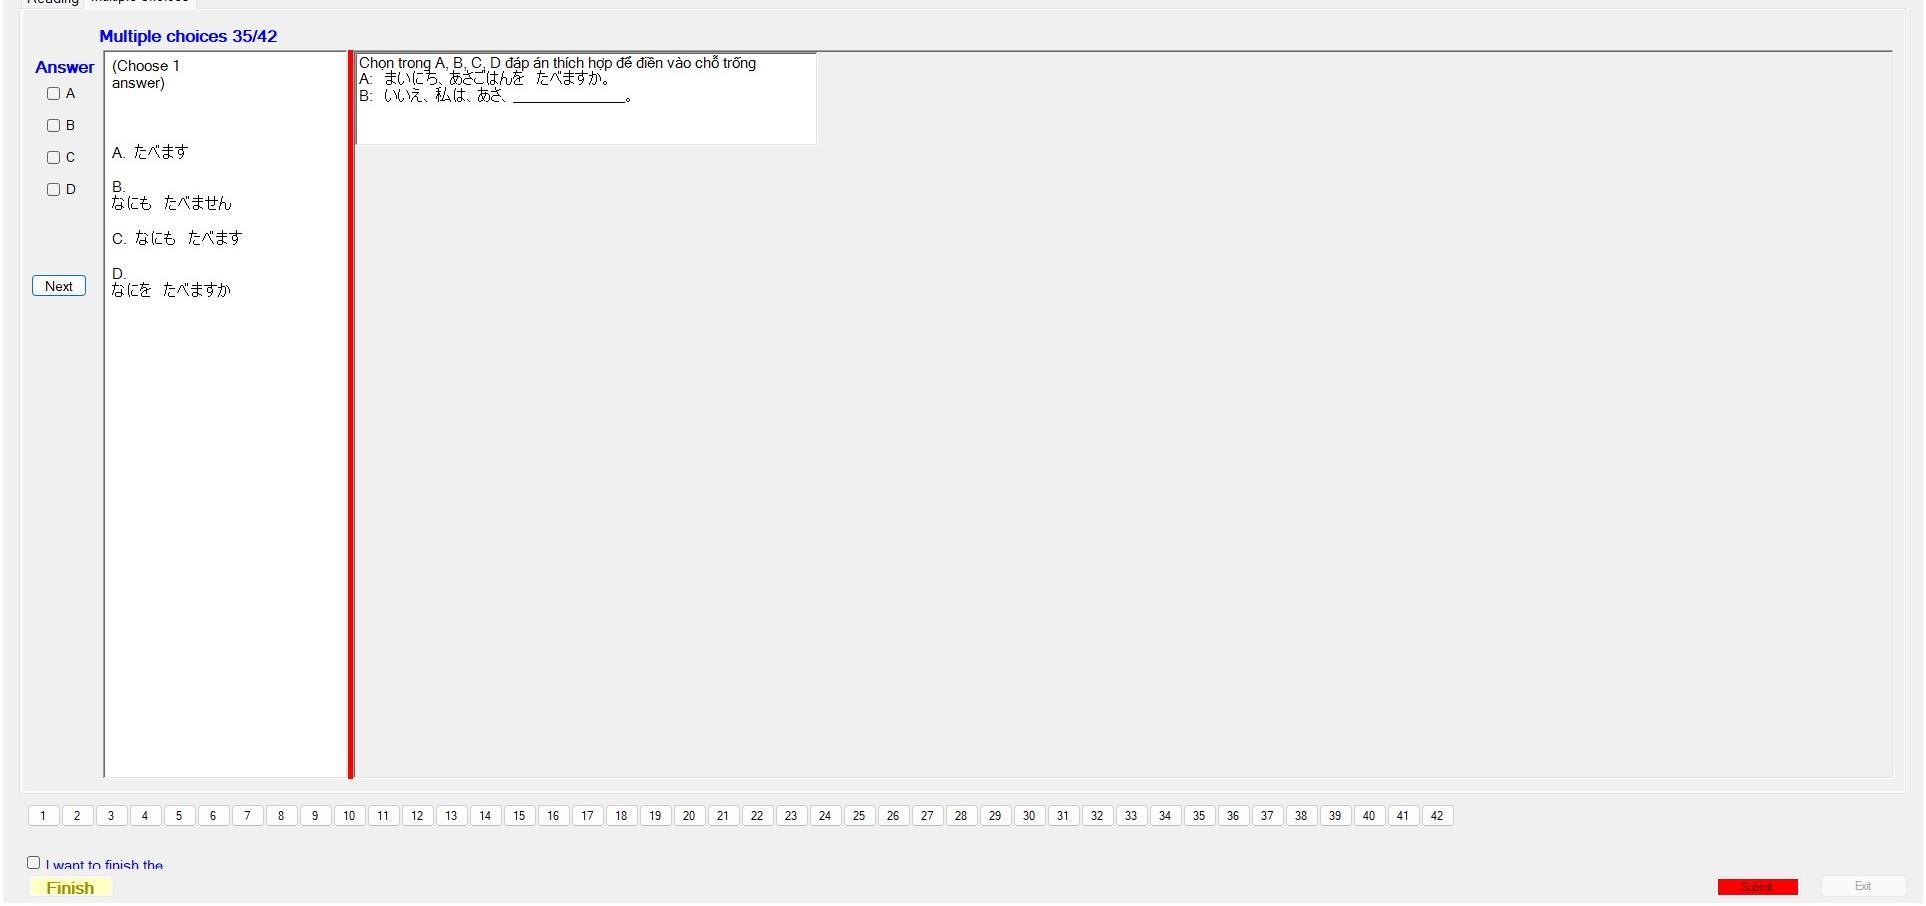 Multiple choices 35/42
Answer
A
B
C
D
Next
(Choose 1
answer)
A. たべます
B.
なにも たべません
C. なにも たべます
D.
なにを たべますか
Chọn trong A, B, C, D đáp án thích hợp để điền vào chỗ trống
A: まいにち、あさごはんを たべますか。
B: いいえ、私は、あさ、______________。
1 2 3 4 5 6 7 8 9 10 11 12 13 14 15 16 17 18 19 20 21 22 23 24 25 26 27 28 29 30 31 32 33 34 35 36 37 38 39 40 41 42
I want to finish the
Finish
Submit
Exit